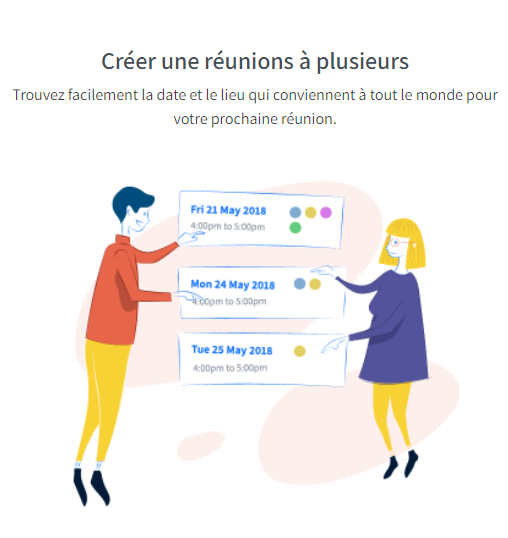 Créer une réunions à plusieurs
Trouvez facilement la date et le lieu qui conviennent à tout le monde pour
votre prochaine réunion.
Fri 21 May 2018
4:00pm to 5:00pm
Mon 24 May 2018
4:00pm to 5:00pm
Tue 25 May 2018
4:00pm to 5:00pm